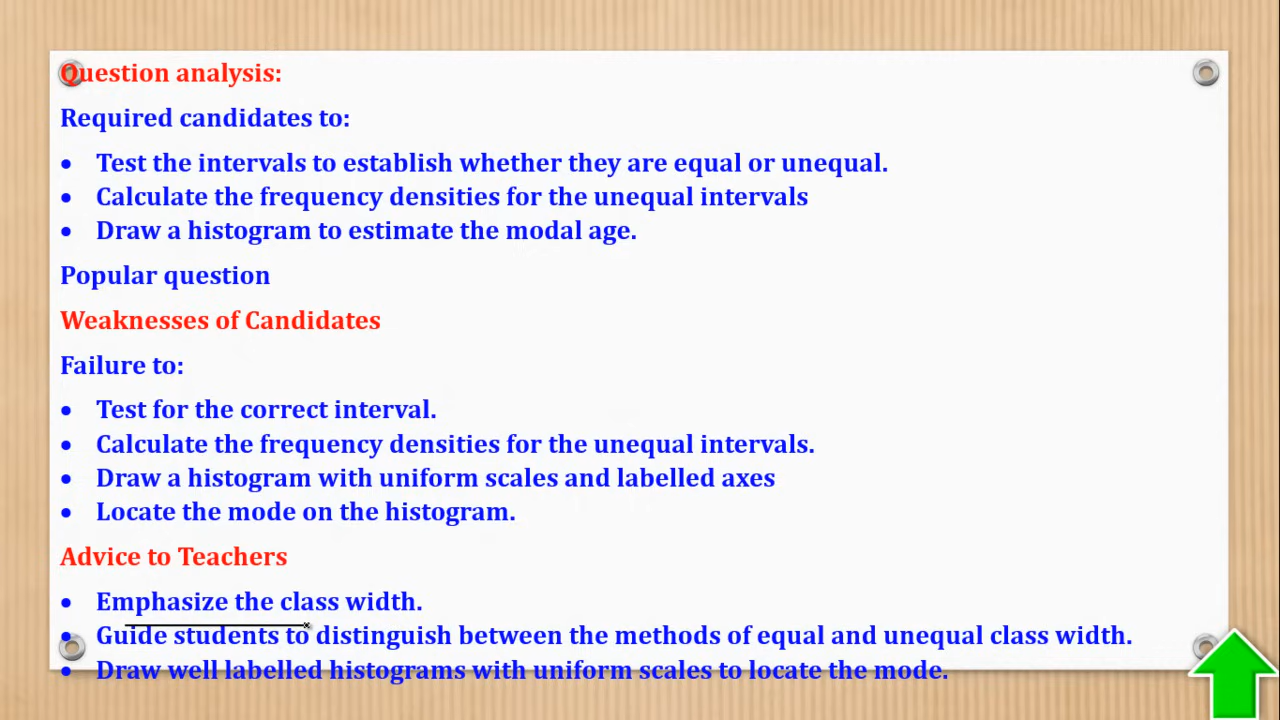 Question analysis:
Required candidates to:
• Test the intervals to establish whether they are equal or unequal.
• Calculate the frequency densities for the unequal intervals
• Draw a histogram to estimate the modal age.
Popular question
Weaknesses of Candidates
Failure to:
• Test for the correct interval.
• Calculate the frequency densities for the unequal intervals.
• Draw a histogram with uniform scales and labelled axes
• Locate the mode on the histogram.
Advice to Teachers
• Emphasize the class width.
• Guide students to distinguish between the methods of equal and unequal class width.
• Draw well labelled histograms with uniform scales to locate the mode.